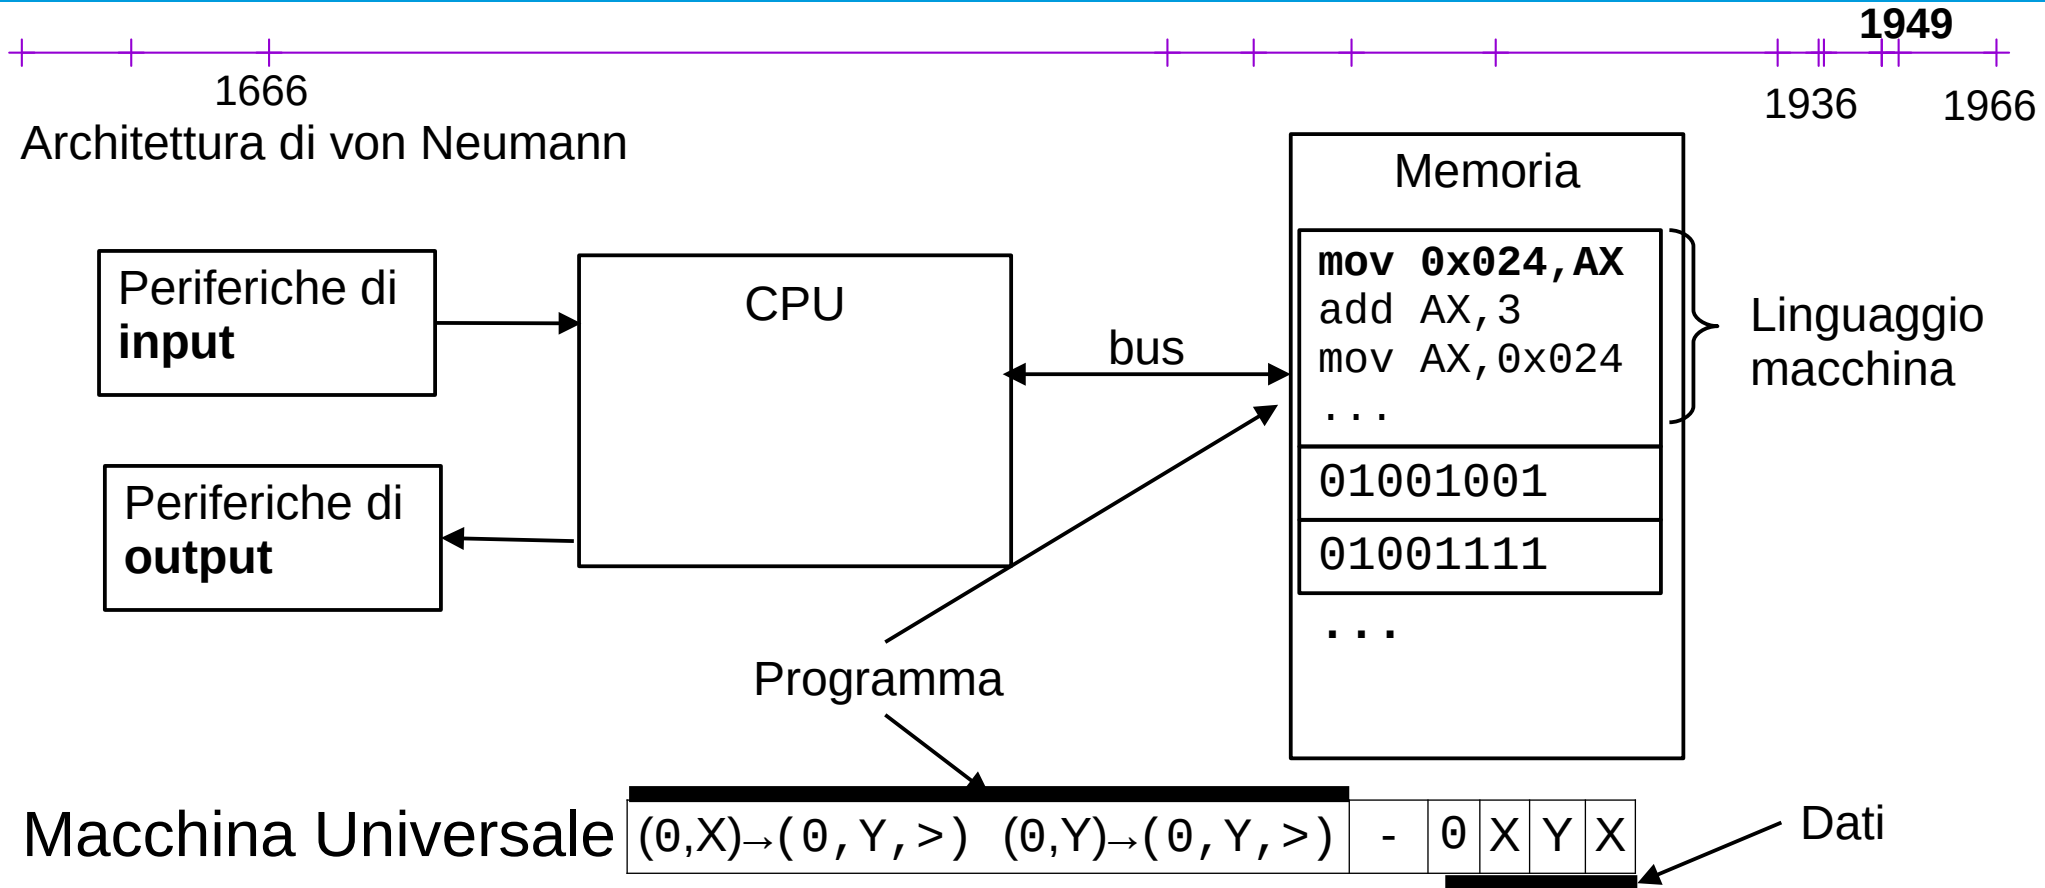 1949
1666
1936
1966
Architettura di von Neumann
Memoria
Periferiche di
input
CPU
bus
mov 0x024,AX
add AX,3
mov AX,0x024
...
Linguaggio
macchina
01001001
01001111
...
Periferiche di
output
Programma
Macchina Universale (0,X)→(0,Y,>) (0,Y)→(0,Y,>) - 0 X Y X
Dati